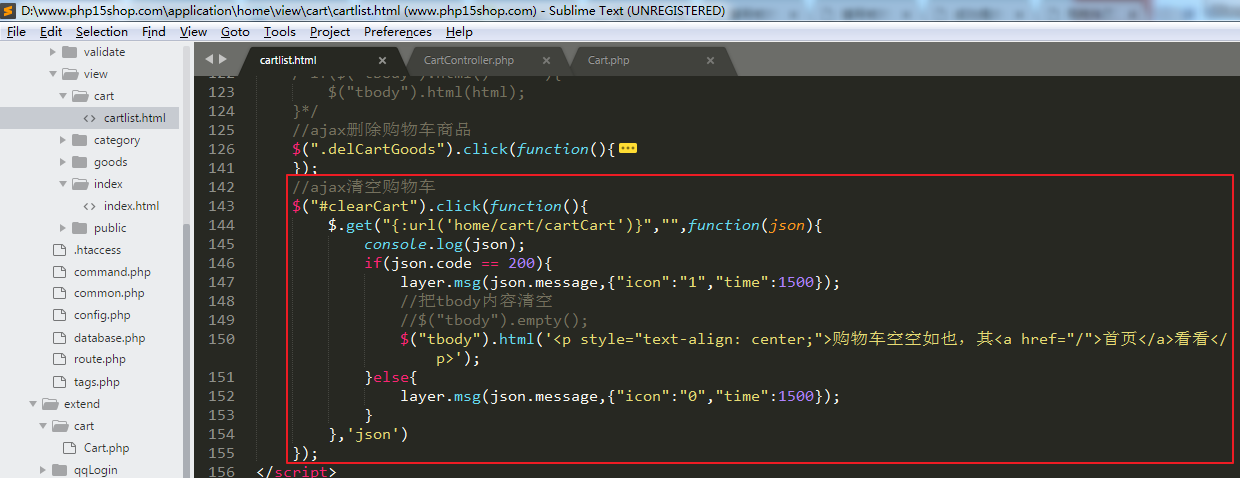 D:\www.php15shop.com\application\home\view\cart\cartlist.html (www.php15shop.com) - Sublime Text (UNREGISTERED)
File Edit Selection Find View Goto Tools Project Preferences Help
validate
view
cart
cartlist.html
category
goods
index
index.html
public
.htaccess
command.php
common.php
config.php
database.php
route.php
tags.php
extend
cart
Cart.php
qqLogin
cartlist.html × CartController.php × Cart.php ×
123 $("tbody").html(html);
124 }*/
125 //ajax删除购物车商品
126 $(".delCartGoods").click(function(){
141 });
142 //ajax清空购物车
143 $("#clearCart").click(function(){
144 $.get("{:url('home/cart/cartCart')}","",function(json){
145 console.log(json);
146 if(json.code == 200){
147 layer.msg(json.message,{"icon":"1","time":1500});
148 //把tbody内容清空
149 //$("tbody").empty();
150 $("tbody").html('<p style="text-align: center;">购物车空空如也，其<a href="/">首页</a>看看</
p>');
151 }else{
152 layer.msg(json.message,{"icon":"0","time":1500});
153 }
154 },'json')
155 });
156 </script>